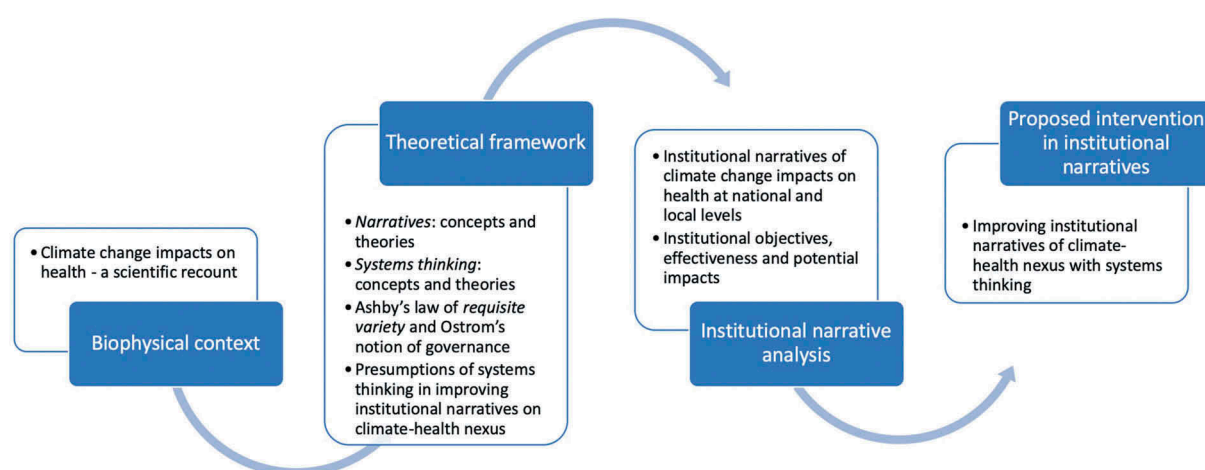 • Climate change impacts on
health - a scientific recount
Biophysical context
Theoretical framework
• Narratives: concepts and
theories
• Systems thinking:
concepts and theories
• Ashby's law of requisite
variety and Ostrom's
notion of governance
• Presumptions of systems
thinking in improving
institutional narratives on
climate-health nexus
• Institutional narratives of
climate change impacts on
health at national and
local levels
• Institutional objectives,
effectiveness and potential
impacts
Institutional narrative
analysis
Proposed intervention
in institutional
narratives
• Improving institutional
narratives of climate-
health nexus with systems
thinking